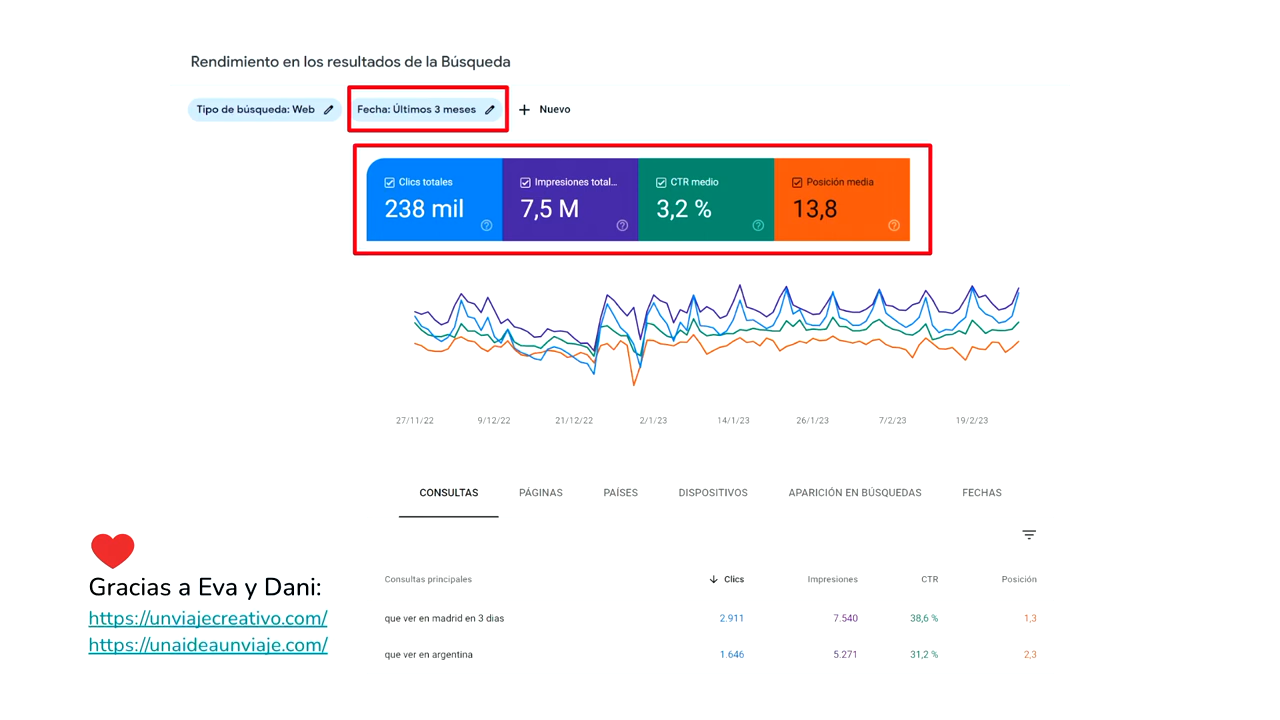 Rendimiento en los resultados de la Búsqueda
Tipo de búsqueda: Web
Fecha: Últimos 3 meses
Nuevo
Clics totales
238 mil
Impresiones total...
7,5 M
CTR medio
3,2 %
Posición media
13,8
27/11/22 9/12/22 21/12/22 2/1/23 14/1/23 26/1/23 7/2/23 19/2/23
CONSULTAS PÁGINAS PAÍSES DISPOSITIVOS APARICIÓN EN BÚSQUEDAS FECHAS
Consultas principales Clics Impresiones CTR Posición
que ver en madrid en 3 dias 2.911 7.540 38,6 % 1,3
que ver en argentina 1.646 5.271 31,2 % 2,3
Gracias a Eva y Dani:
https://unviajecreativo.com/
https://unaideaunviaje.com/